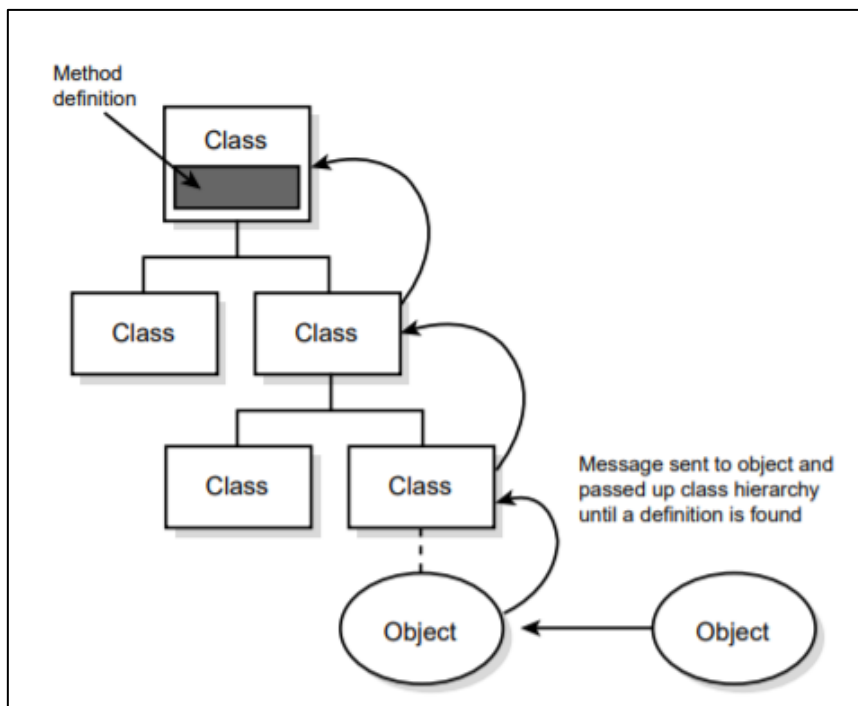 Method
definition
Class
Class
Class
Class
Class
Message sent to object and
passed up class hierarchy
until a definition is found
Object
Object